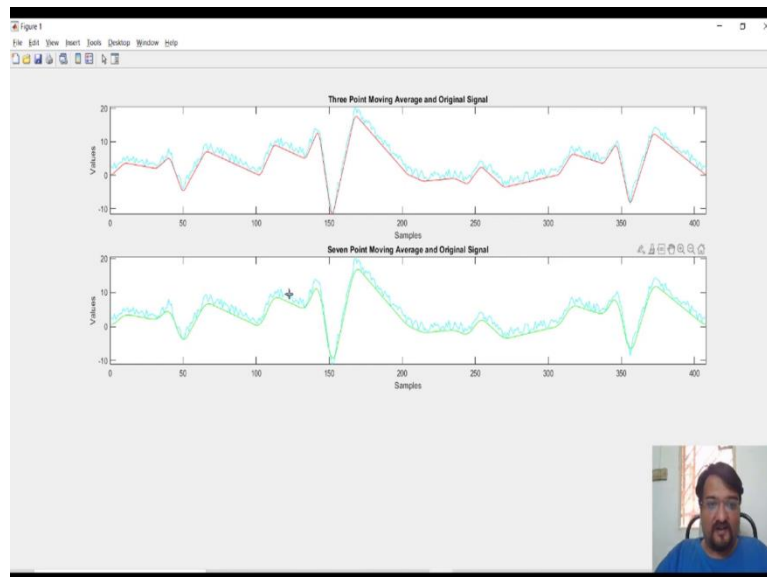 Figure 1
File Edit View Insert Tools Desktop Window Help
Three Point Moving Average and Original Signal
20
10
0
-10
Values
0 50 100 150 200 250 300 350 400
Samples
Seven Point Moving Average and Original Signal
20
10
0
-10
Values
0 50 100 150 200 250 300 350 400
Samples